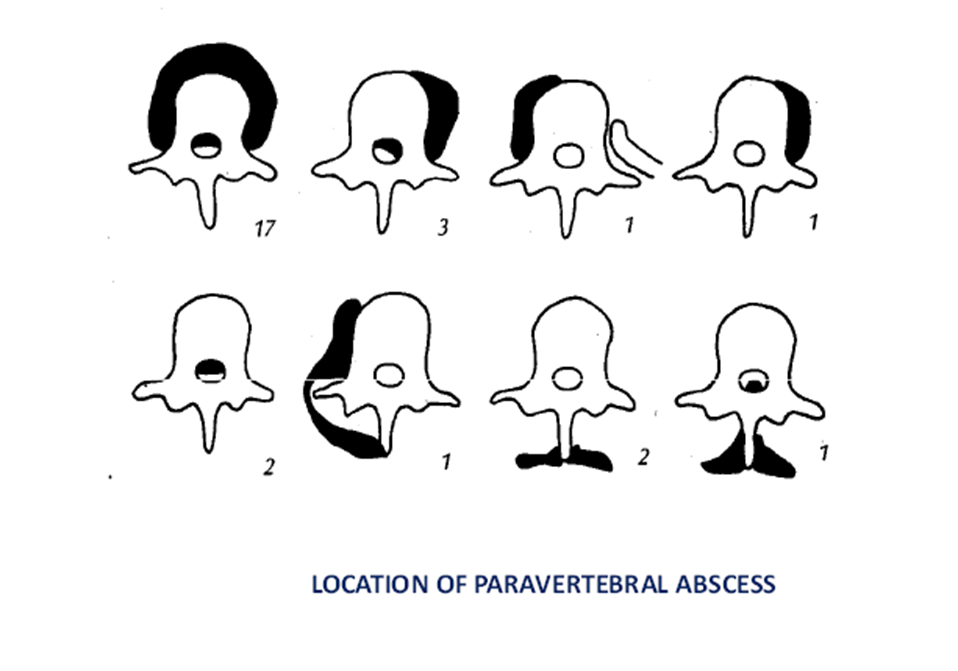 17 3 1 1
2 1 2 1
LOCATION OF PARAVERTEBRAL ABSCESS